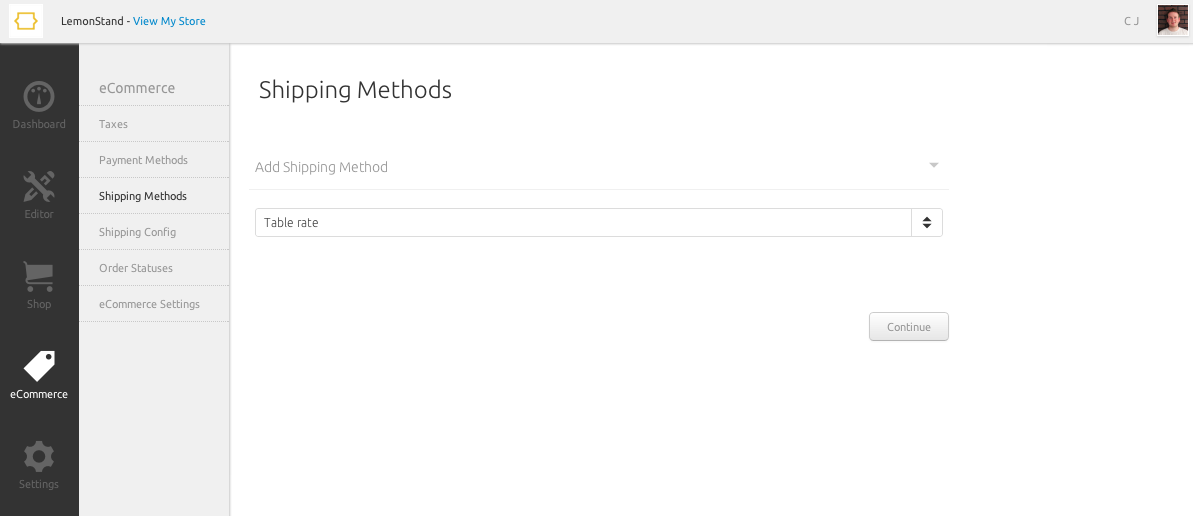 LemonStand - View My Store
C J
Dashboard
Editor
Shop
eCommerce
Settings
eCommerce
Taxes
Payment Methods
Shipping Methods
Shipping Config
Order Statuses
eCommerce Settings
Shipping Methods
Add Shipping Method
Table rate
Continue